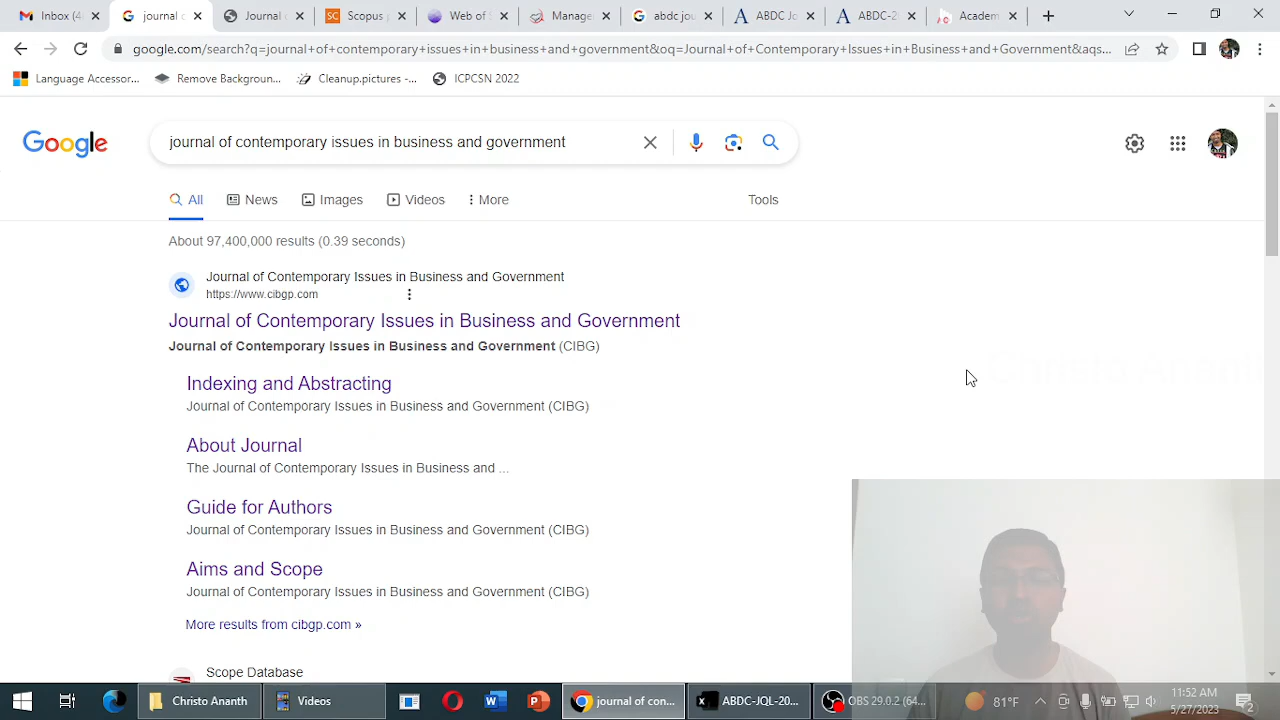 Inbox (4
journal c
Journal c
Scopus
Web of S
Manage
abdc jou
ABDC Jo
ABDC-2
Academ
google.com/search?q=journal+of+contemporary+issues+in+business+and+government&oq=Journal+of+Contemporary+Issues+in+Business+and+Government&aqs...
Language Accessor...
Remove Backgroun...
Cleanup.pictures -...
ICPCSN 2022
Google
journal of contemporary issues in business and government
All
News
Images
Videos
More
Tools
About 97,400,000 results (0.39 seconds)
Journal of Contemporary Issues in Business and Government
https://www.cibgp.com
Journal of Contemporary Issues in Business and Government
Journal of Contemporary Issues in Business and Government (CIBG)
Christo Ananth
Indexing and Abstracting
Journal of Contemporary Issues in Business and Government (CIBG)
About Journal
The Journal of Contemporary Issues in Business and ...
Guide for Authors
Journal of Contemporary Issues in Business and Government (CIBG)
Aims and Scope
Journal of Contemporary Issues in Business and Government (CIBG)
More results from cibgp.com »
Scope Database
Christo Ananth
Videos
journal of con...
ABDC-JQL-20...
OBS 29.0.2 (64...
81°F
11:52 AM
5/27/2023
2